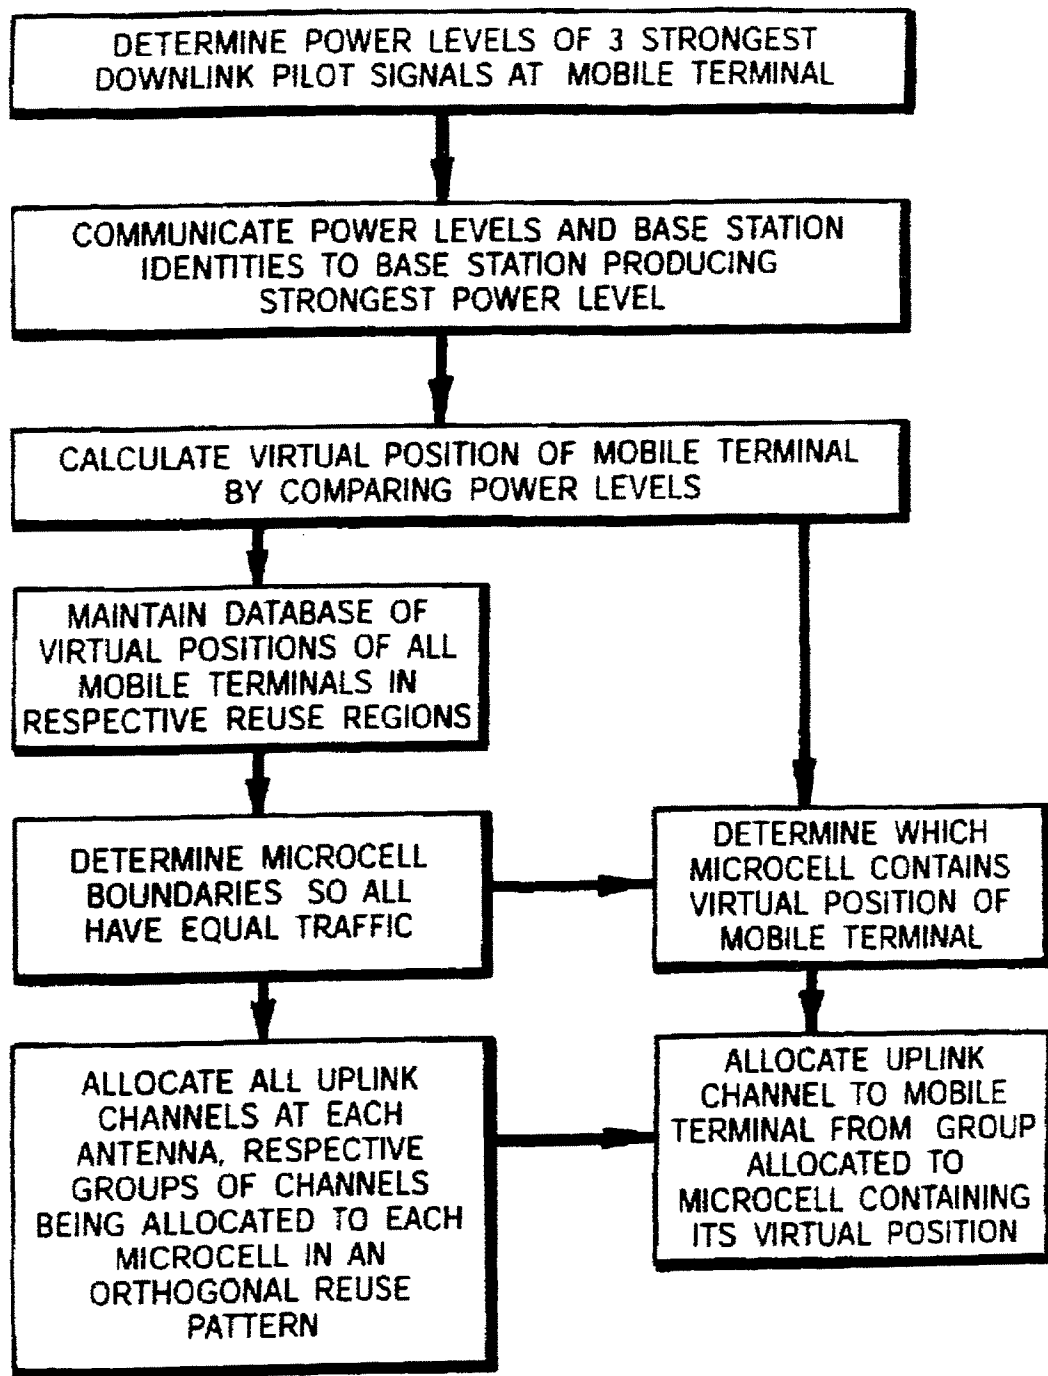 DETERMINE POWER LEVELS OF 3 STRONGEST
DOWNLINK PILOT SIGNALS AT MOBILE TERMINAL
COMMUNICATE POWER LEVELS AND BASE STATION
IDENTITIES TO BASE STATION PRODUCING
STRONGEST POWER LEVEL
CALCULATE VIRTUAL POSITION OF MOBILE TERMINAL
BY COMPARING POWER LEVELS
MAINTAIN DATABASE OF
VIRTUAL POSITIONS OF ALL
MOBILE TERMINALS IN
RESPECTIVE REUSE REGIONS
DETERMINE MICROCELL
BOUNDARIES SO ALL
HAVE EQUAL TRAFFIC
DETERMINE WHICH
MICROCELL CONTAINS
VIRTUAL POSITION OF
MOBILE TERMINAL
ALLOCATE ALL UPLINK
CHANNELS AT EACH
ANTENNA, RESPECTIVE
GROUPS OF CHANNELS
BEING ALLOCATED TO EACH
MICROCELL IN AN
ORTHOGONAL REUSE
PATTERN
ALLOCATE UPLINK
CHANNEL TO MOBILE
TERMINAL FROM GROUP
ALLOCATED TO
MICROCELL CONTAINING
ITS VIRTUAL POSITION